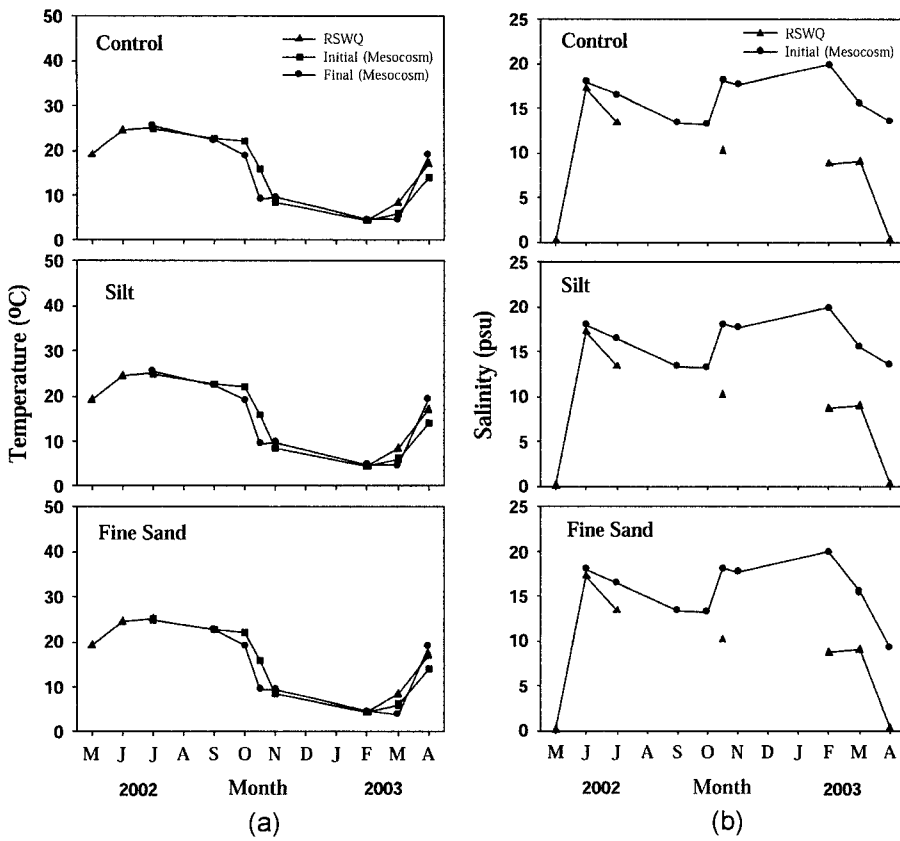 50
40
30
20
10
0
Control
RSWQ
Initial (Mesocosm)
Final (Mesocosm)
50
40
30
20
10
0
Silt
Temperature (ºC)
50
40
30
20
10
0
Fine Sand
M J J A S O N D J F M A
2002 Month 2003
(a)
25
20
15
10
5
0
Control
RSWQ
Initial (Mesocosm)
25
20
15
10
5
0
Silt
Salinity (psu)
25
20
15
10
5
0
Fine Sand
M J J A S O N D J F M A
2002 Month 2003
(b)